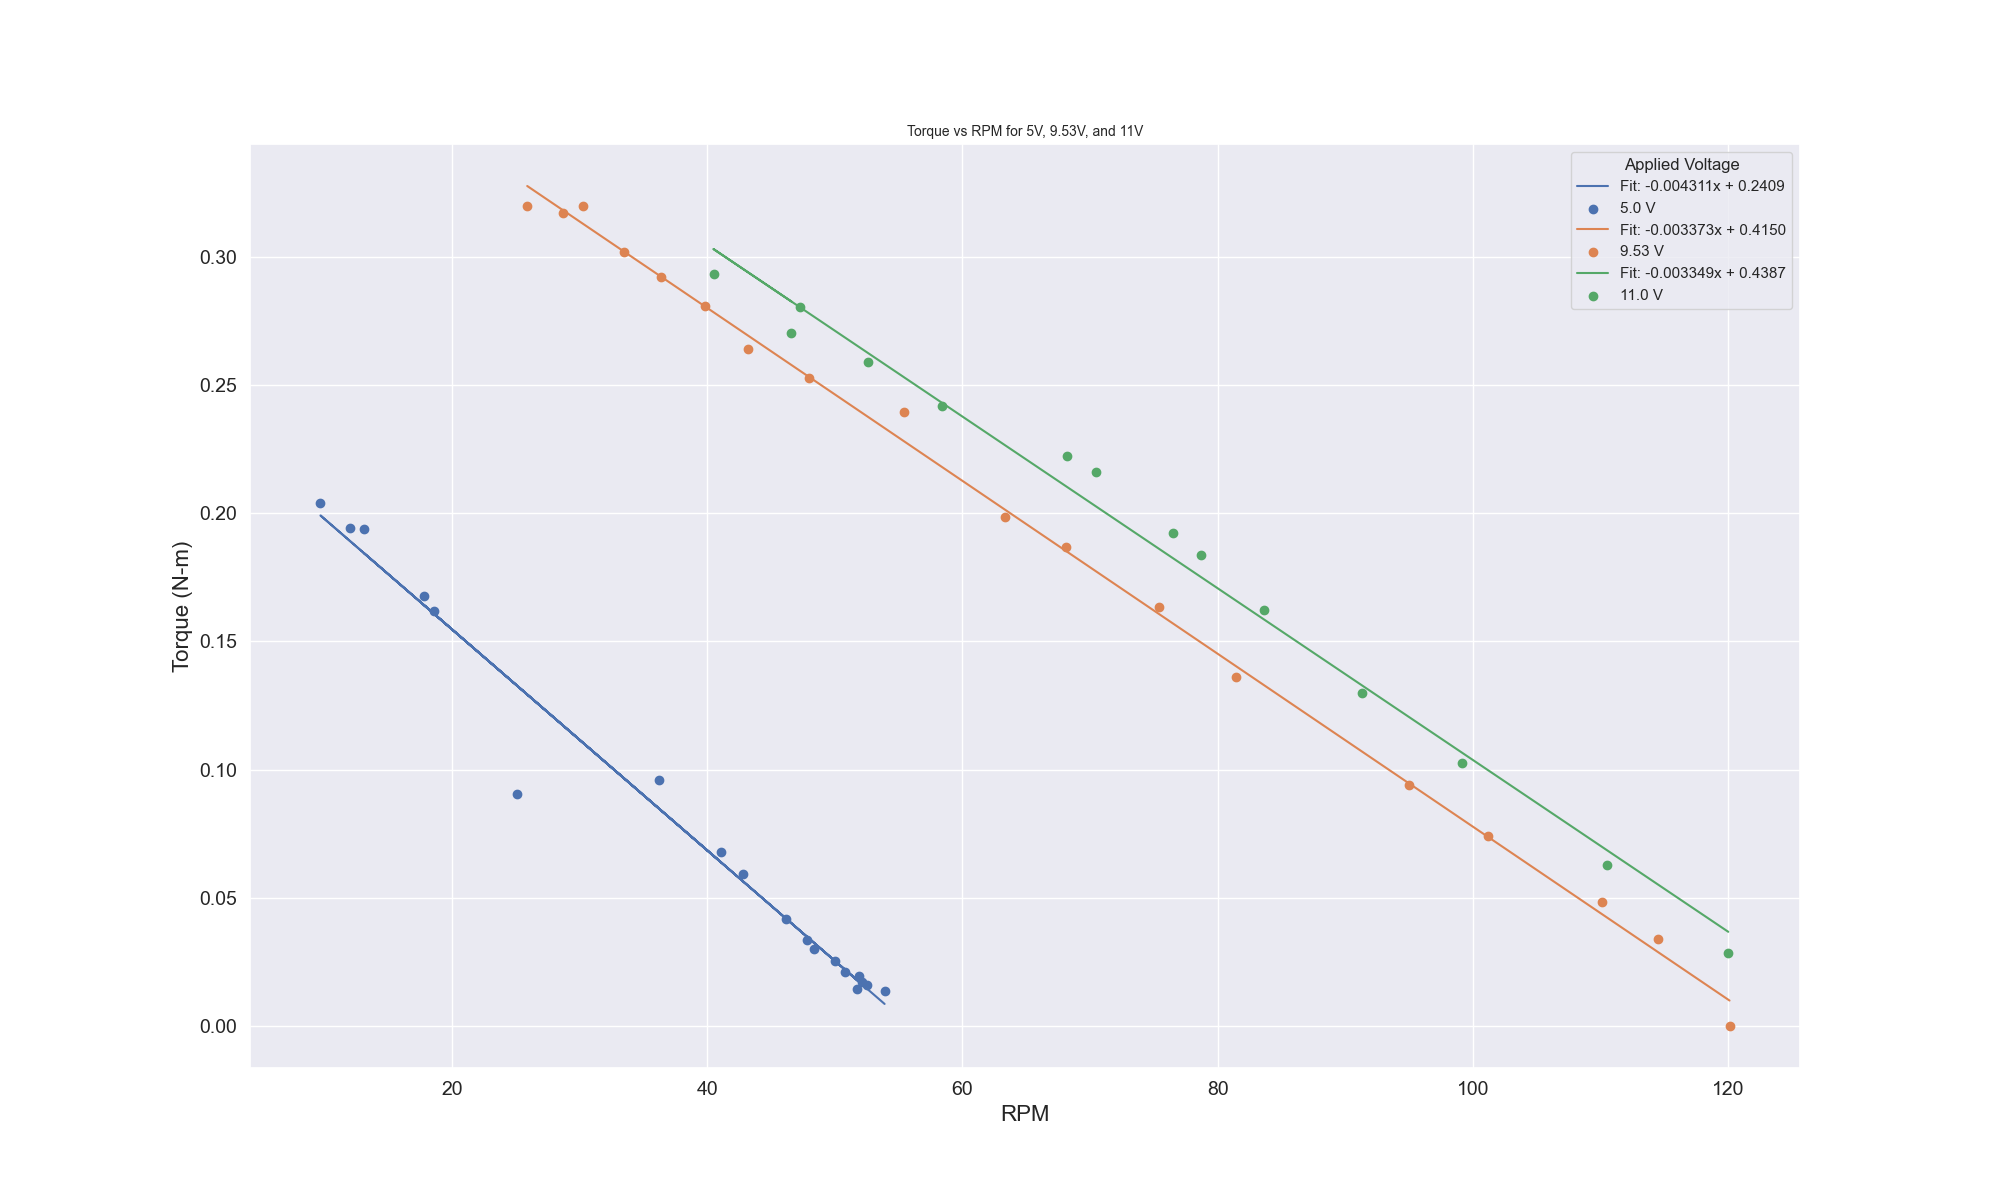 Torque vs RPM for 5V, 9.53V, and 11V
Applied Voltage
Fit: -0.004311x + 0.2409
5.0 V
Fit: -0.003373x + 0.4150
9.53 V
Fit: -0.003349x + 0.4387
11.0 V
0.30
0.25
0.20
0.15
0.10
0.05
0.00
Torque (N-m)
20 40 60 80 100 120
RPM